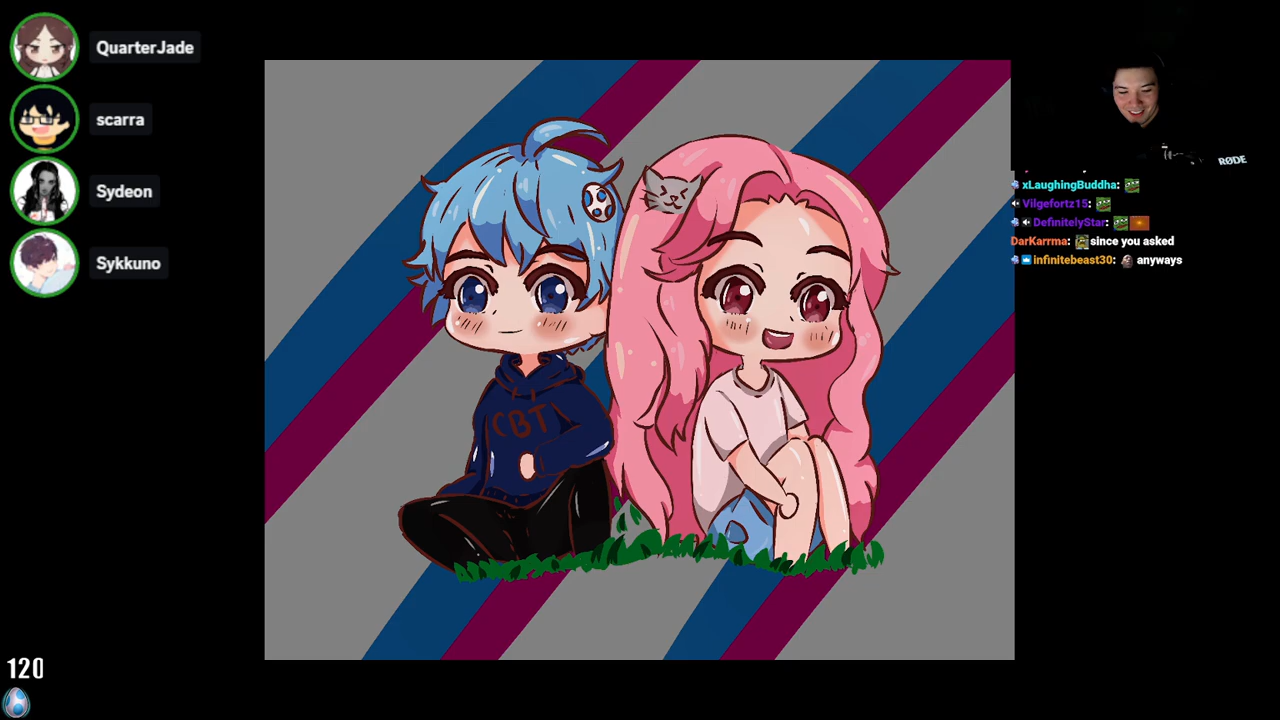 QuarterJade
scarra
Sydeon
Sykkuno
CBT
RØDE
xLaughingBuddha:
Vilgefortz15:
DefinitelyStar:
DarKarrma: since you asked
infinitebeast30: anyways
120